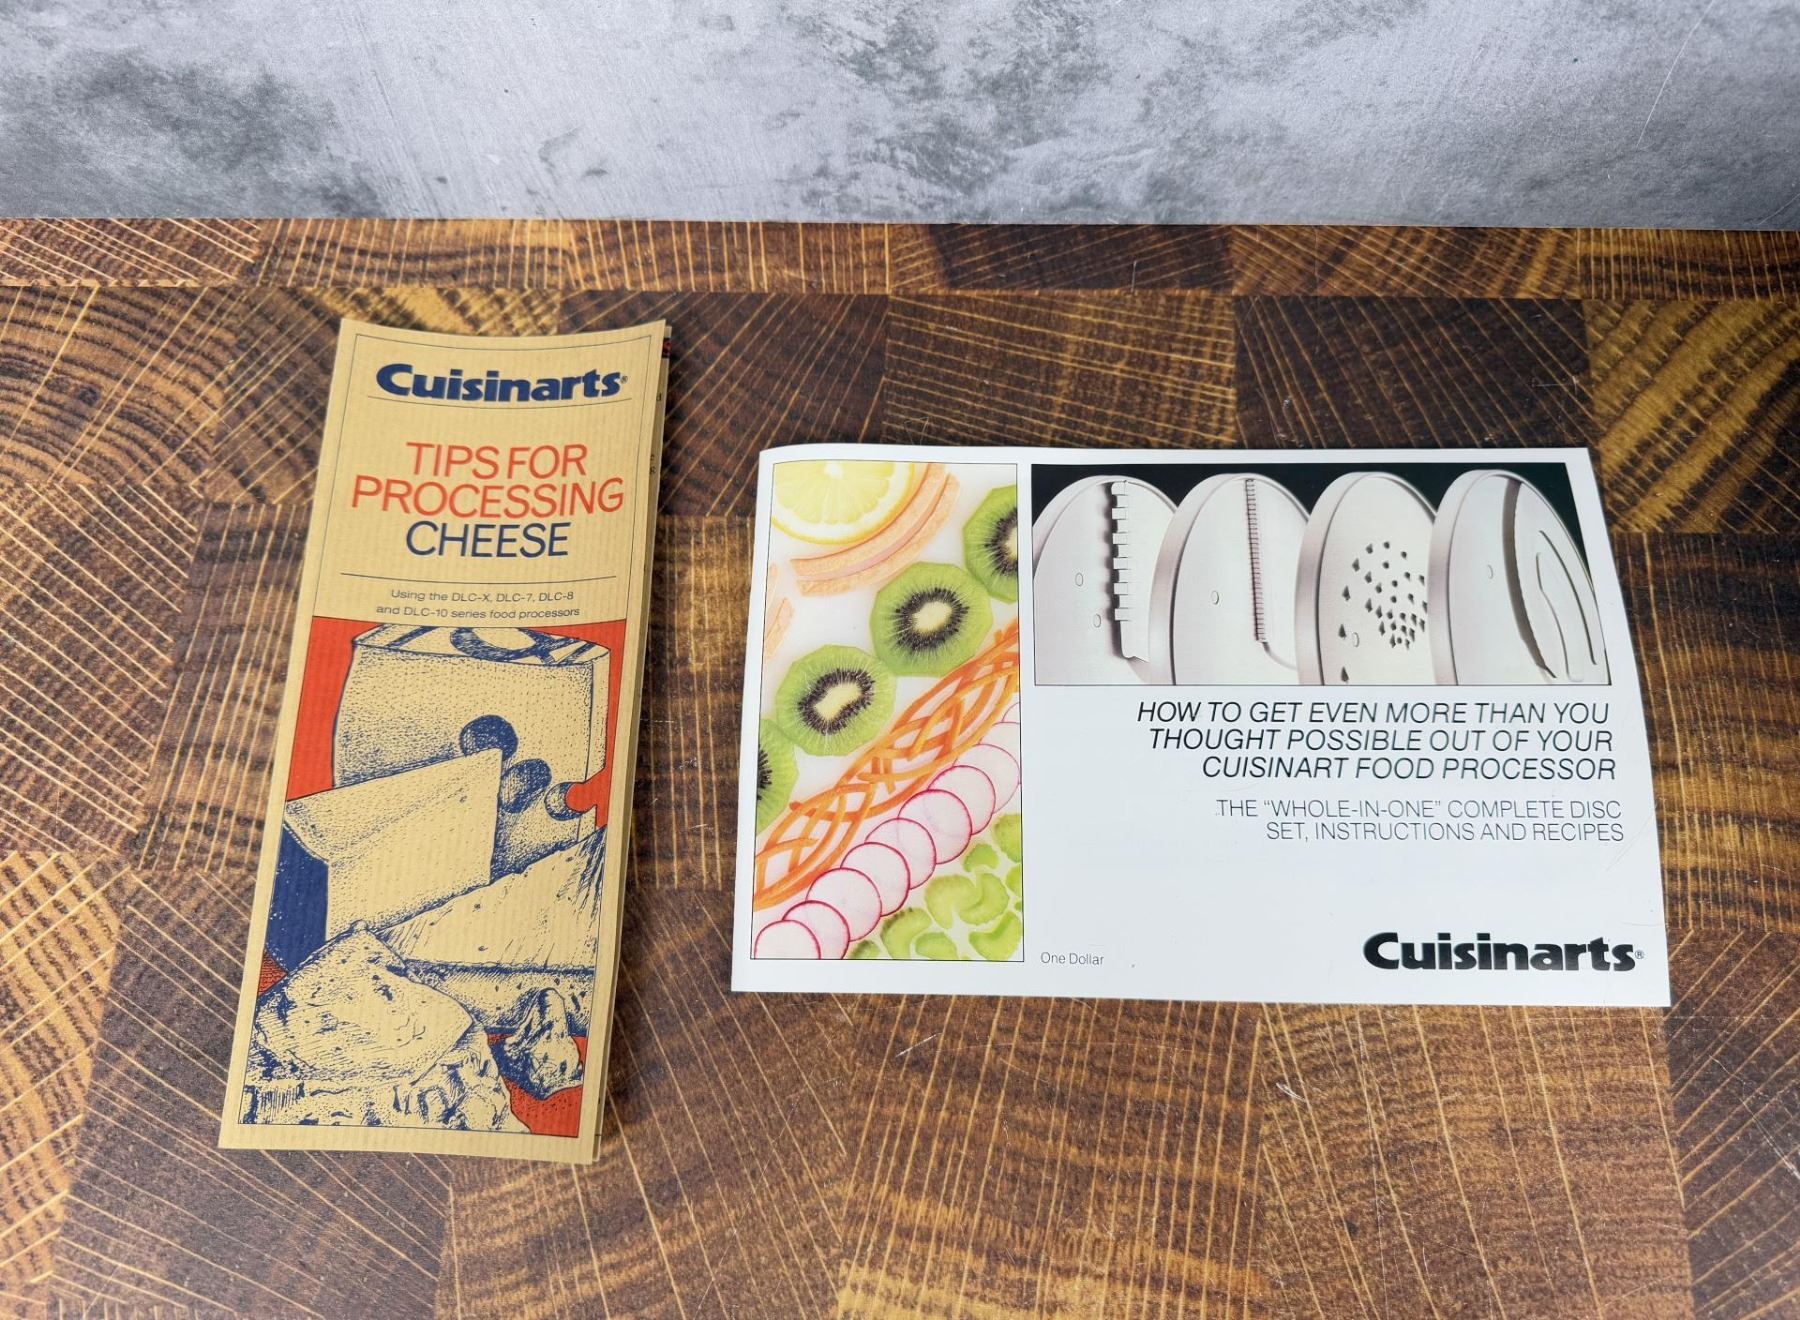 Cuisinarts®
TIPS FOR
PROCESSING
CHEESE
Using the DLC-X, DLC-7, DLC-8
and DLC-10 series food processors
HOW TO GET EVEN MORE THAN YOU
THOUGHT POSSIBLE OUT OF YOUR
CUISINART FOOD PROCESSOR
THE “WHOLE-IN-ONE” COMPLETE DISC
SET, INSTRUCTIONS AND RECIPES
One Dollar
Cuisinarts®